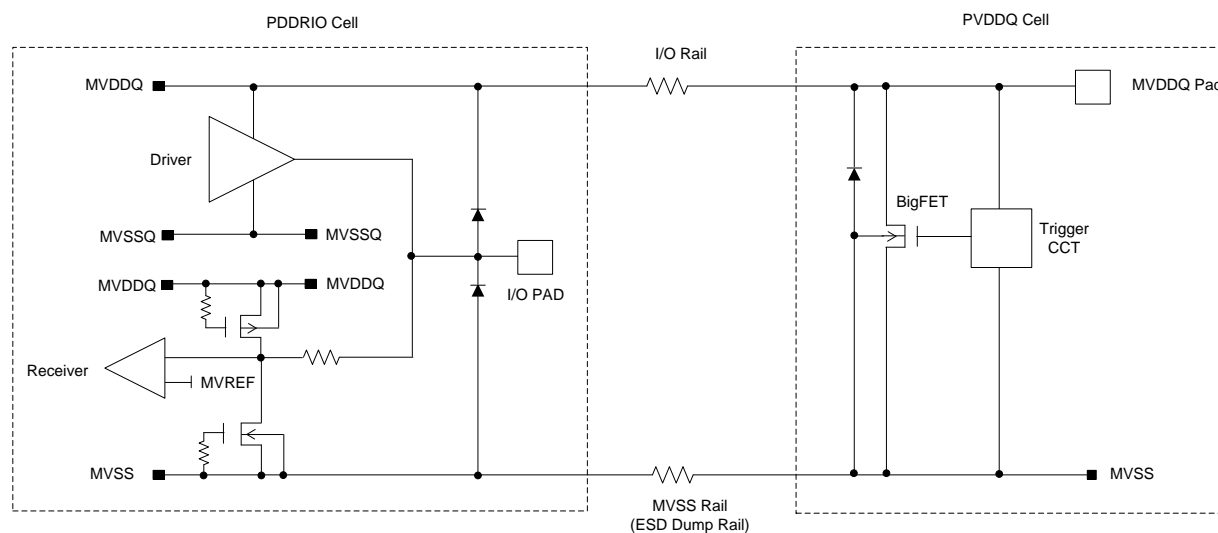 PDDRIO Cell
PVDDQ Cell
I/O Rail
MVDDQ
MVDDQ Pad
Driver
BigFET
MVSSQ
MVSSQ
Trigger
CCT
MVDDQ
MVDDQ
I/O PAD
Receiver
MVREF
MVSS
MVSS
MVSS Rail
(ESD Dump Rail)